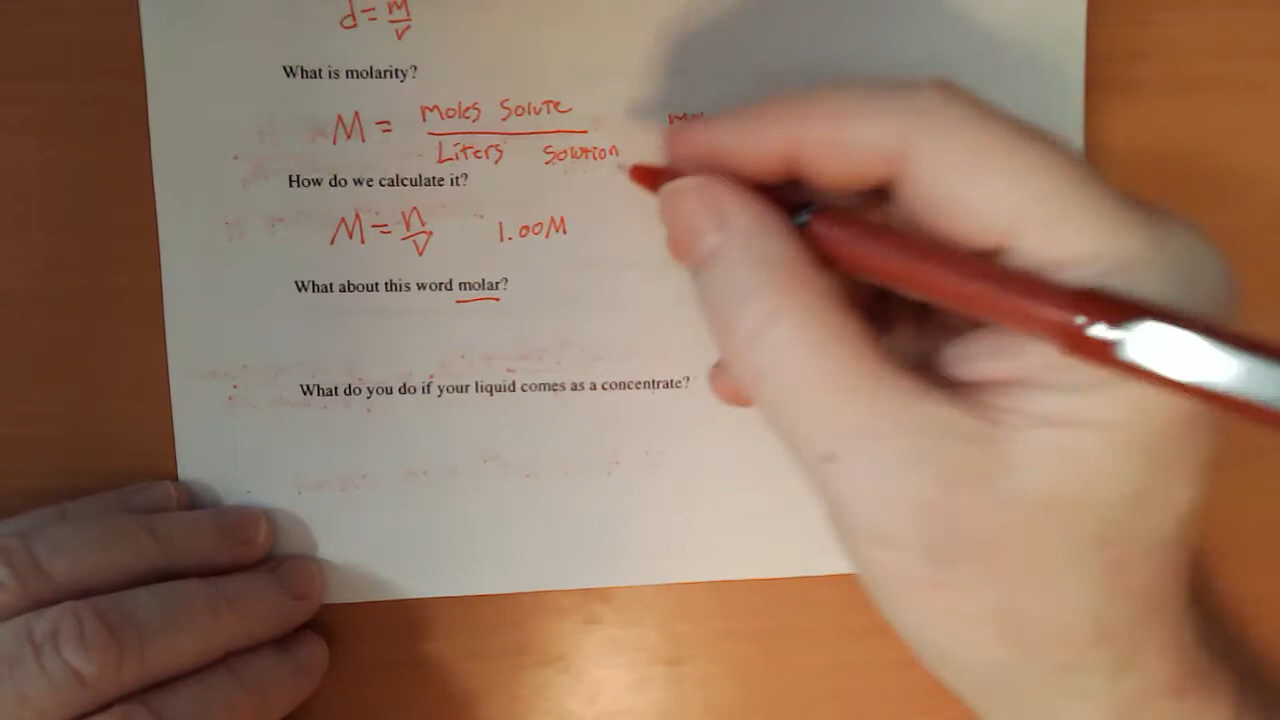 d = m/v
What is molarity?
M = Moles Solute / Liters Solution
How do we calculate it?
M = n/v 1.00M
What about this word molar?
What do you do if your liquid comes as a concentrate?